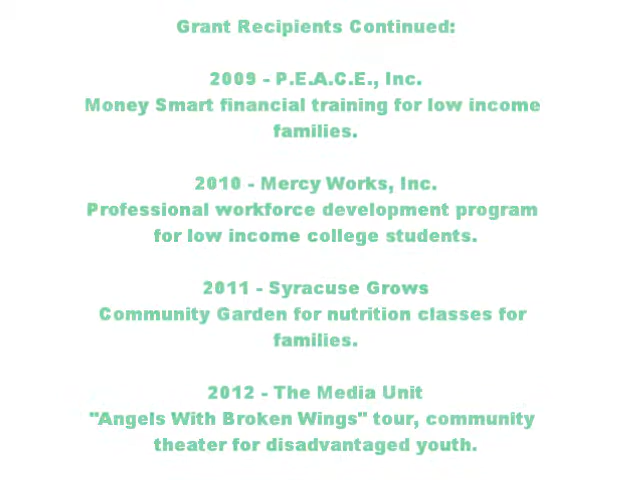 Grant Recipients Continued:
2009 - P.E.A.C.E., Inc.
Money Smart financial training for low income
families.
2010 - Mercy Works, Inc.
Professional workforce development program
for low income college students.
2011 - Syracuse Grows
Community Garden for nutrition classes for
families.
2012 - The Media Unit
"Angels With Broken Wings" tour, community
theater for disadvantaged youth.